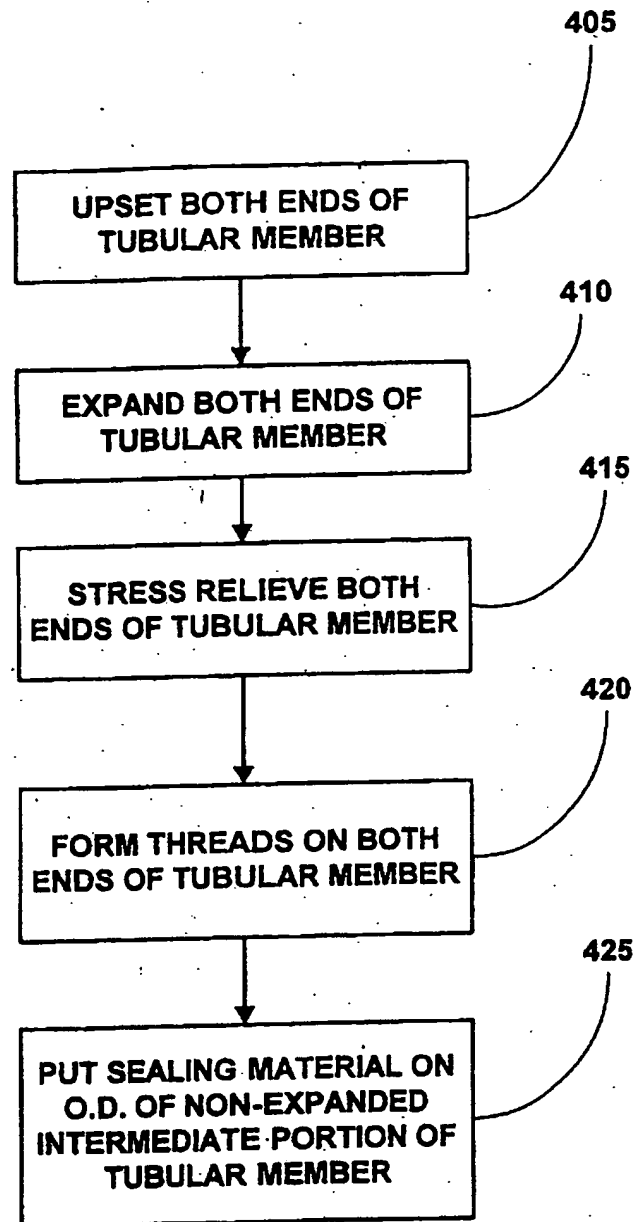 405
UPSET BOTH ENDS OF
TUBULAR MEMBER
410
EXPAND BOTH ENDS OF
TUBULAR MEMBER
415
STRESS RELIEVE BOTH
ENDS OF TUBULAR MEMBER
420
FORM THREADS ON BOTH
ENDS OF TUBULAR MEMBER
425
PUT SEALING MATERIAL ON
O.D. OF NON-EXPANDED
INTERMEDIATE PORTION OF
TUBULAR MEMBER